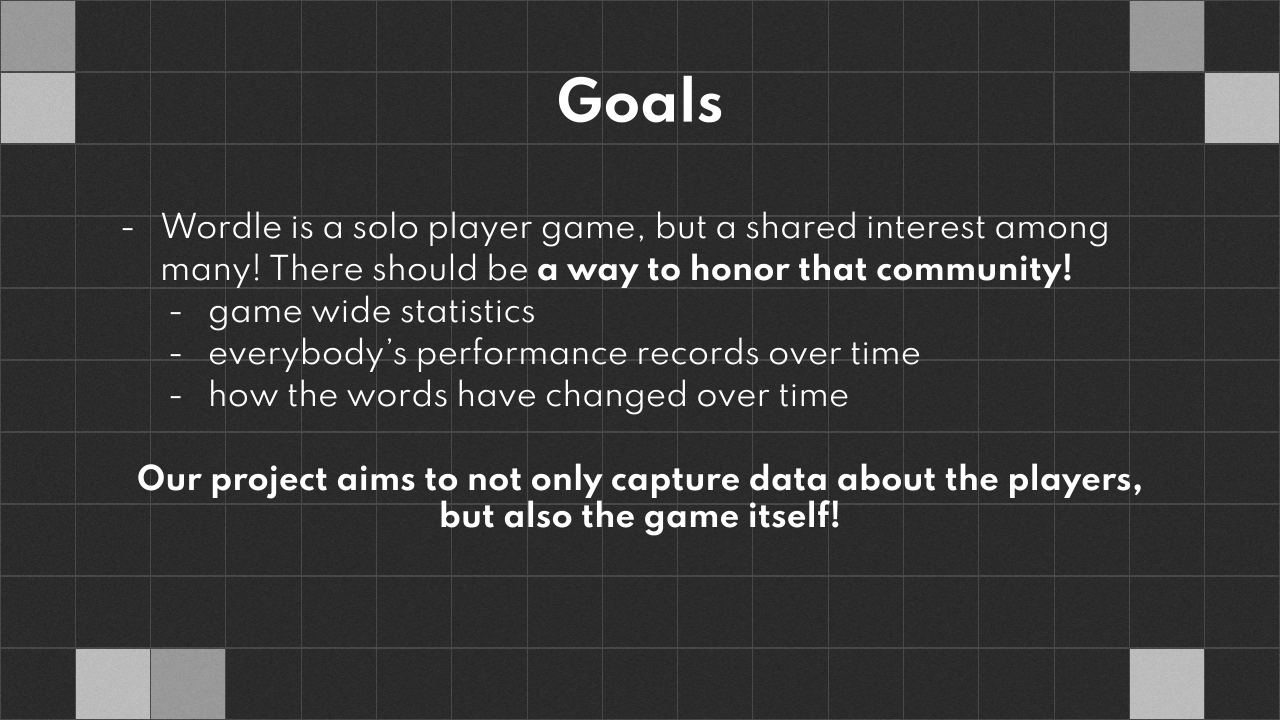 Goals
- Wordle is a solo player game, but a shared interest among
many! There should be a way to honor that community!
- game wide statistics
- everybody’s performance records over time
- how the words have changed over time
Our project aims to not only capture data about the players,
but also the game itself!